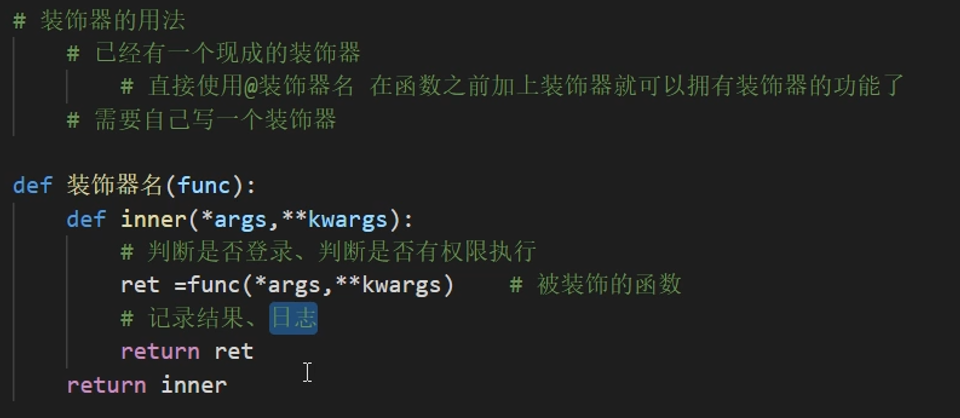 # 装饰器的用法
# 已经有一个现成的装饰器
# 直接使用@装饰器名 在函数之前加上装饰器就可以拥有装饰器的功能了
# 需要自己写一个装饰器
def 装饰器名(func):
def inner(*args,**kwargs):
# 判断是否登录、判断是否有权限执行
ret =func(*args,**kwargs) # 被装饰的函数
# 记录结果、日志
return ret
return inner